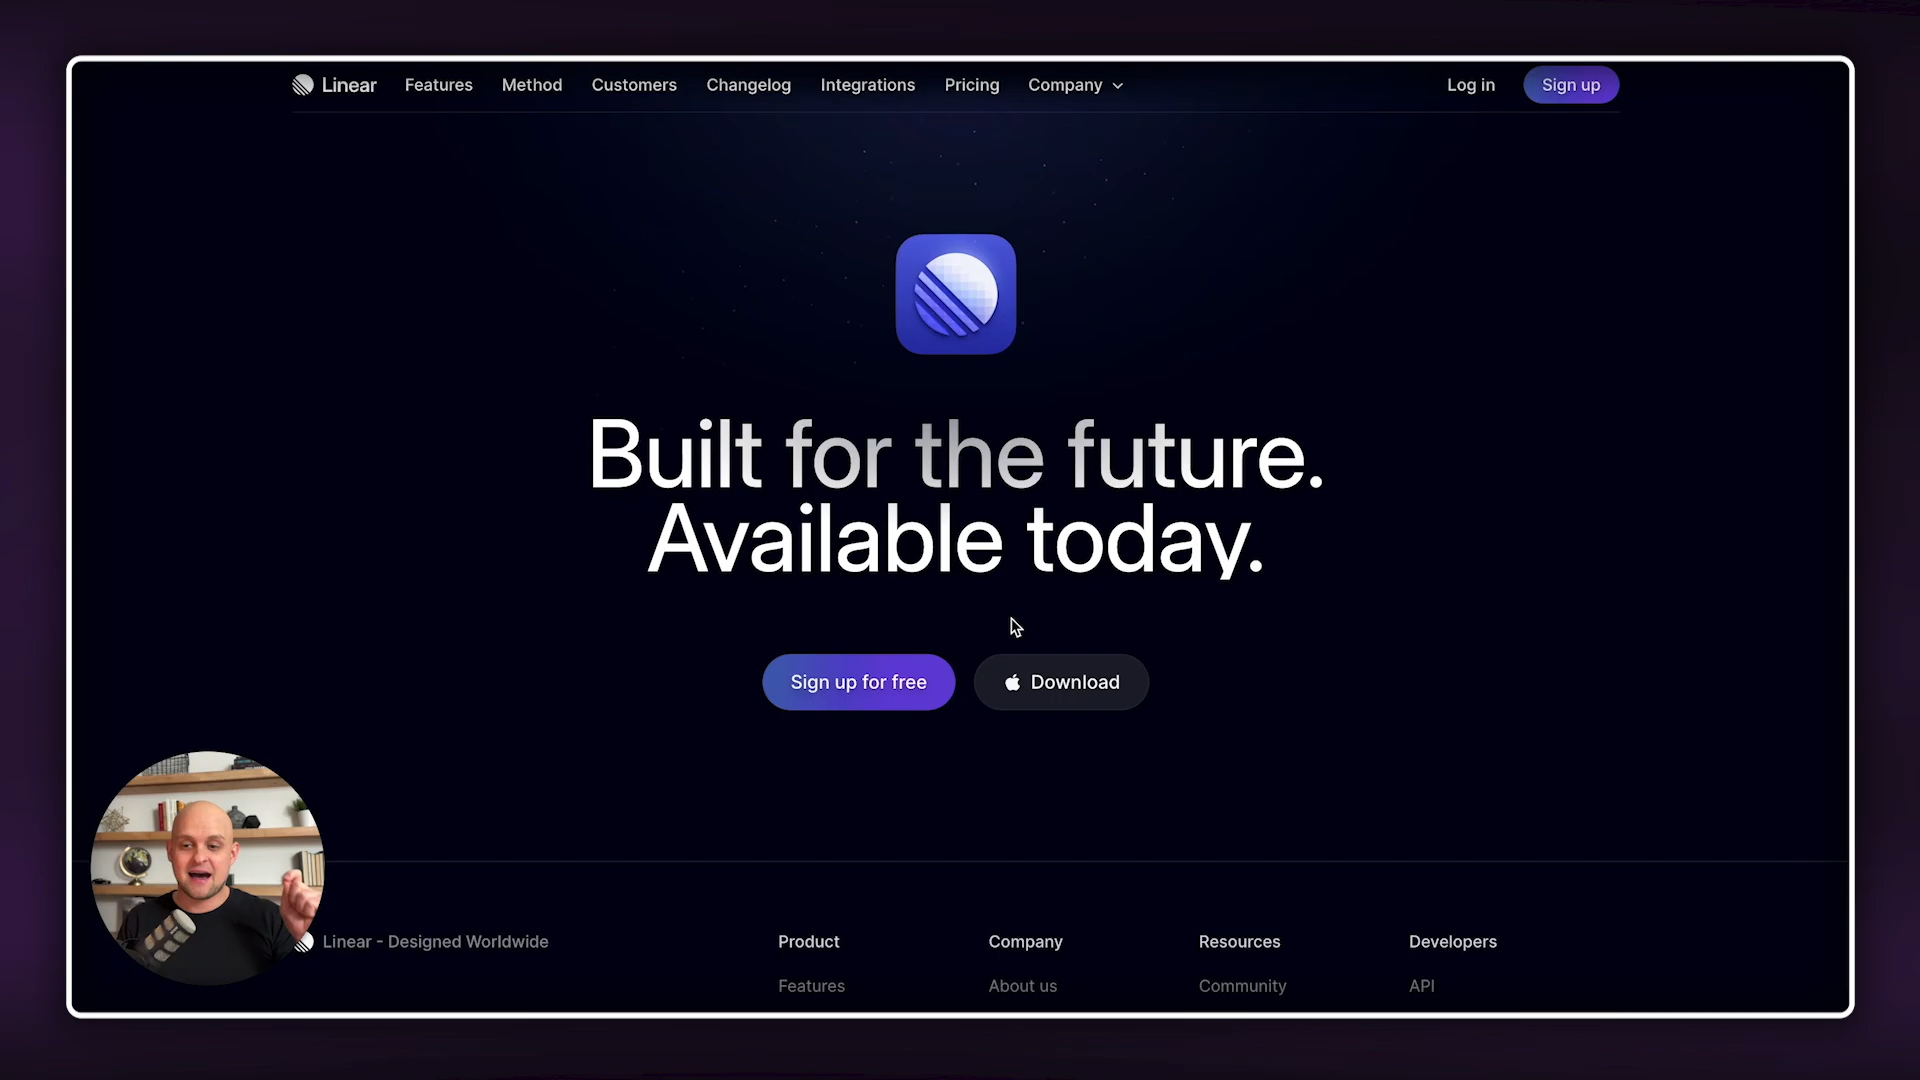 Linear Features Method Customers Changelog Integrations Pricing Company Log in Sign up
Built for the future.
Available today.
Sign up for free Download
Linear - Designed Worldwide Product Company Resources Developers
Features About us Community API